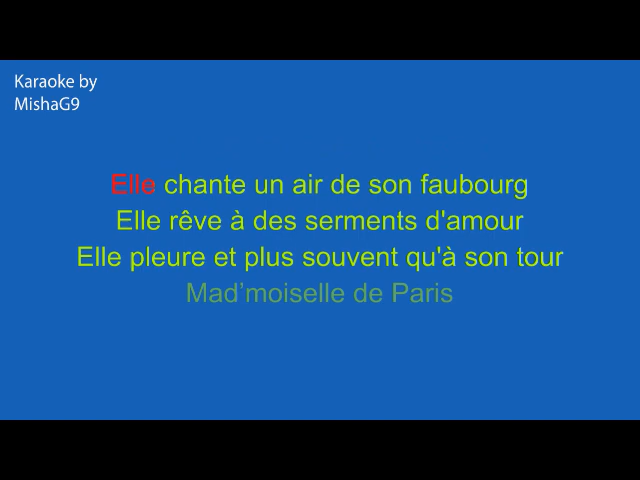 Karaoke by
MishaG9
Elle chante un air de son faubourg
Elle rêve à des serments d'amour
Elle pleure et plus souvent qu'à son tour
Mad’moiselle de Paris